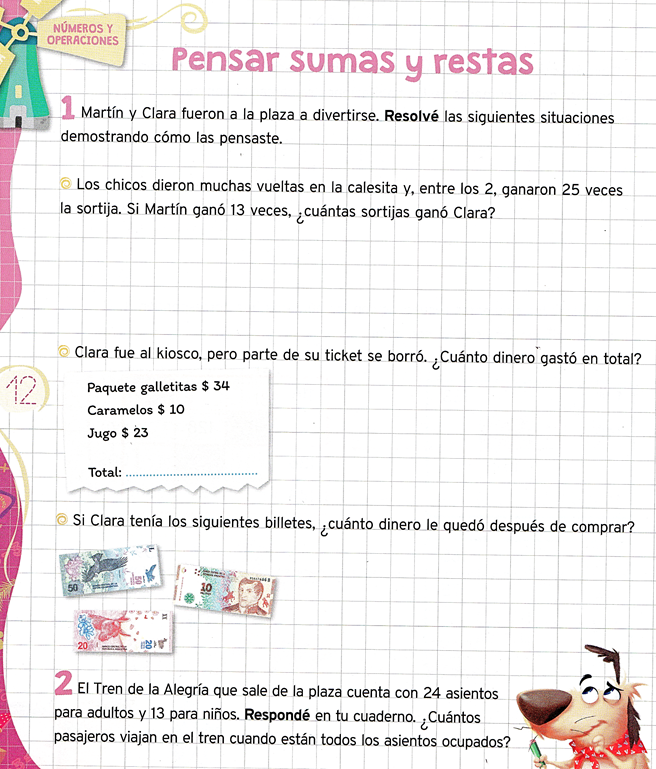 NÚMEROS Y
OPERACIONES
Pensar sumas y restas
1 Martín y Clara fueron a la plaza a divertirse. Resolvé las siguientes situaciones
demostrando cómo las pensaste.
Los chicos dieron muchas vueltas en la calesita y, entre los 2, ganaron 25 veces
la sortija. Si Martín ganó 13 veces, ¿cuántas sortijas ganó Clara?
Clara fue al kiosco, pero parte de su ticket se borró. ¿Cuánto dinero gastó en total?
12
Paquete galletitas $ 34
Caramelos $ 10
Jugo $ 23
Total:
Si Clara tenía los siguientes billetes, ¿cuánto dinero le quedó después de comprar?
50
10
20
20
2 El Tren de la Alegría que sale de la plaza cuenta con 24 asientos
para adultos y 13 para niños. Respondé en tu cuaderno. ¿Cuántos
pasajeros viajan en el tren cuando están todos los asientos ocupados?